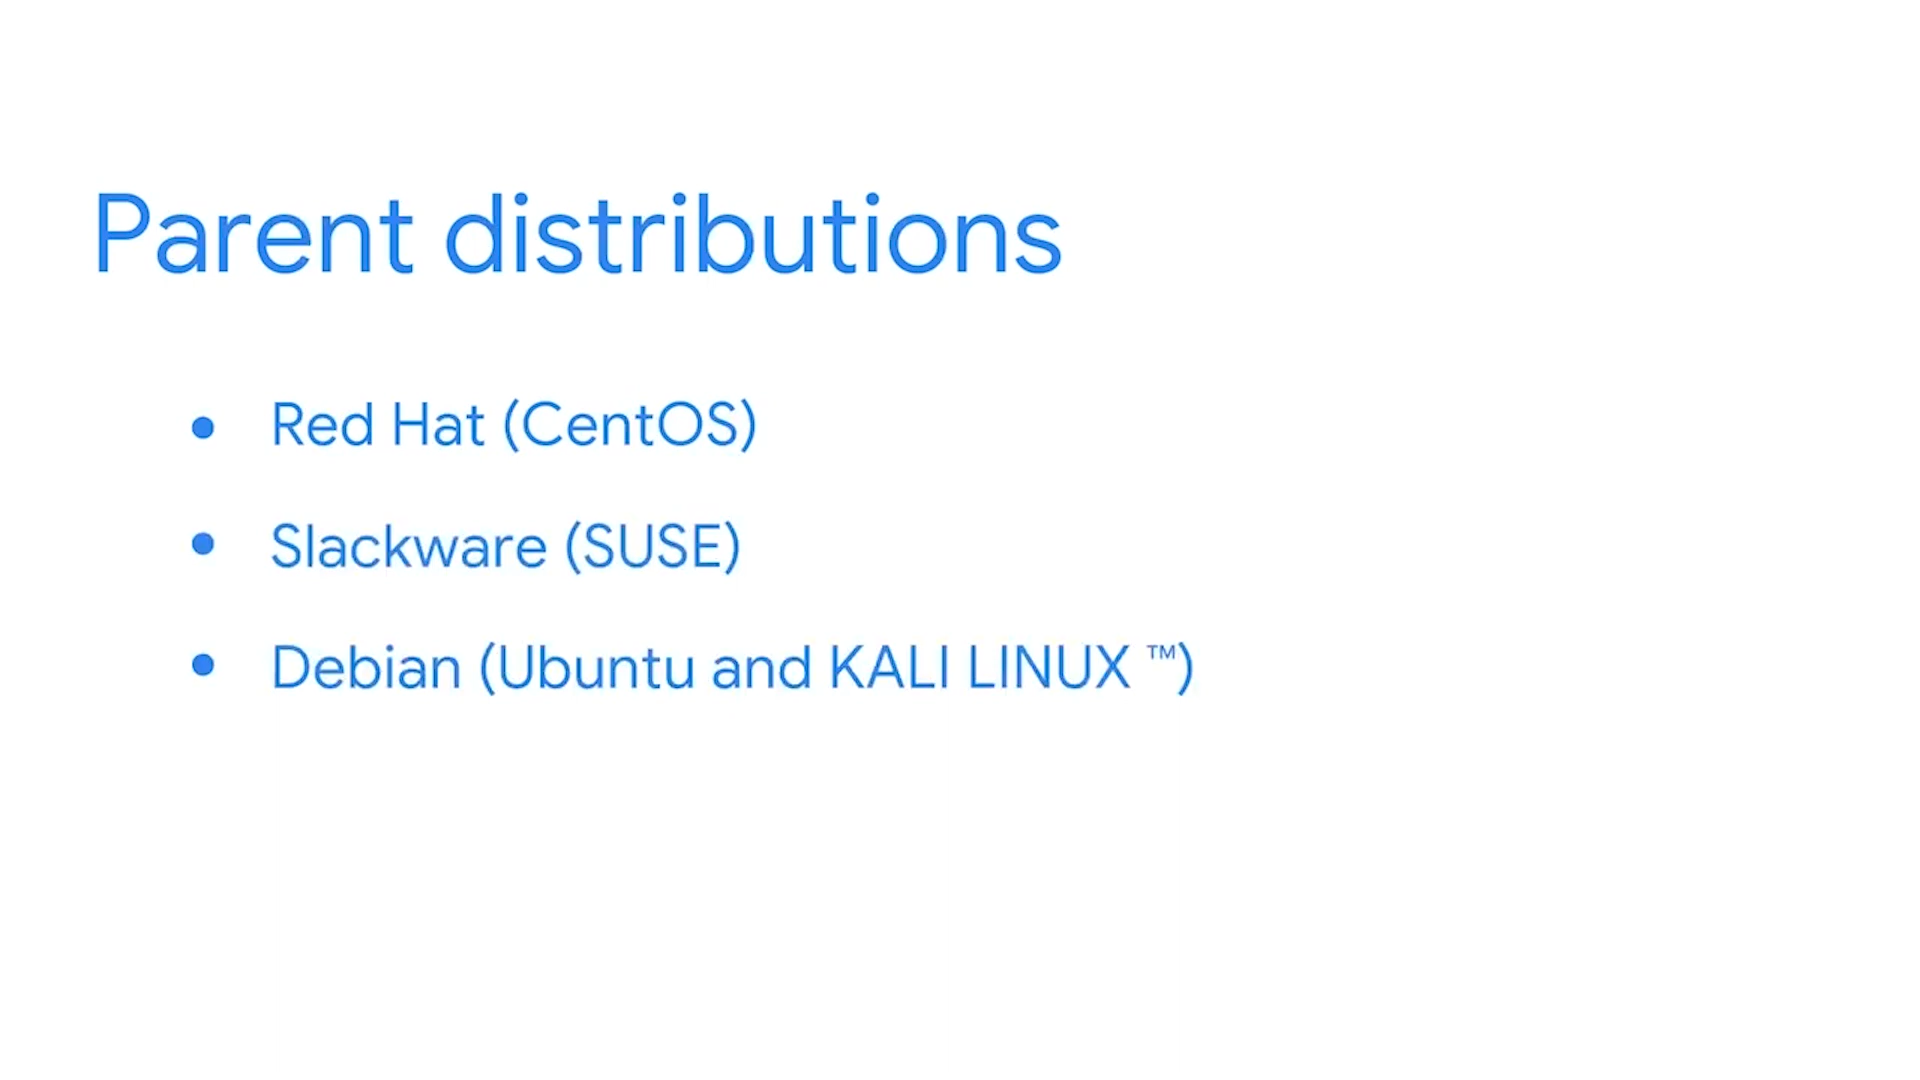 Parent distributions
• Red Hat (CentOS)
• Slackware (SUSE)
• Debian (Ubuntu and KALI LINUX ™)